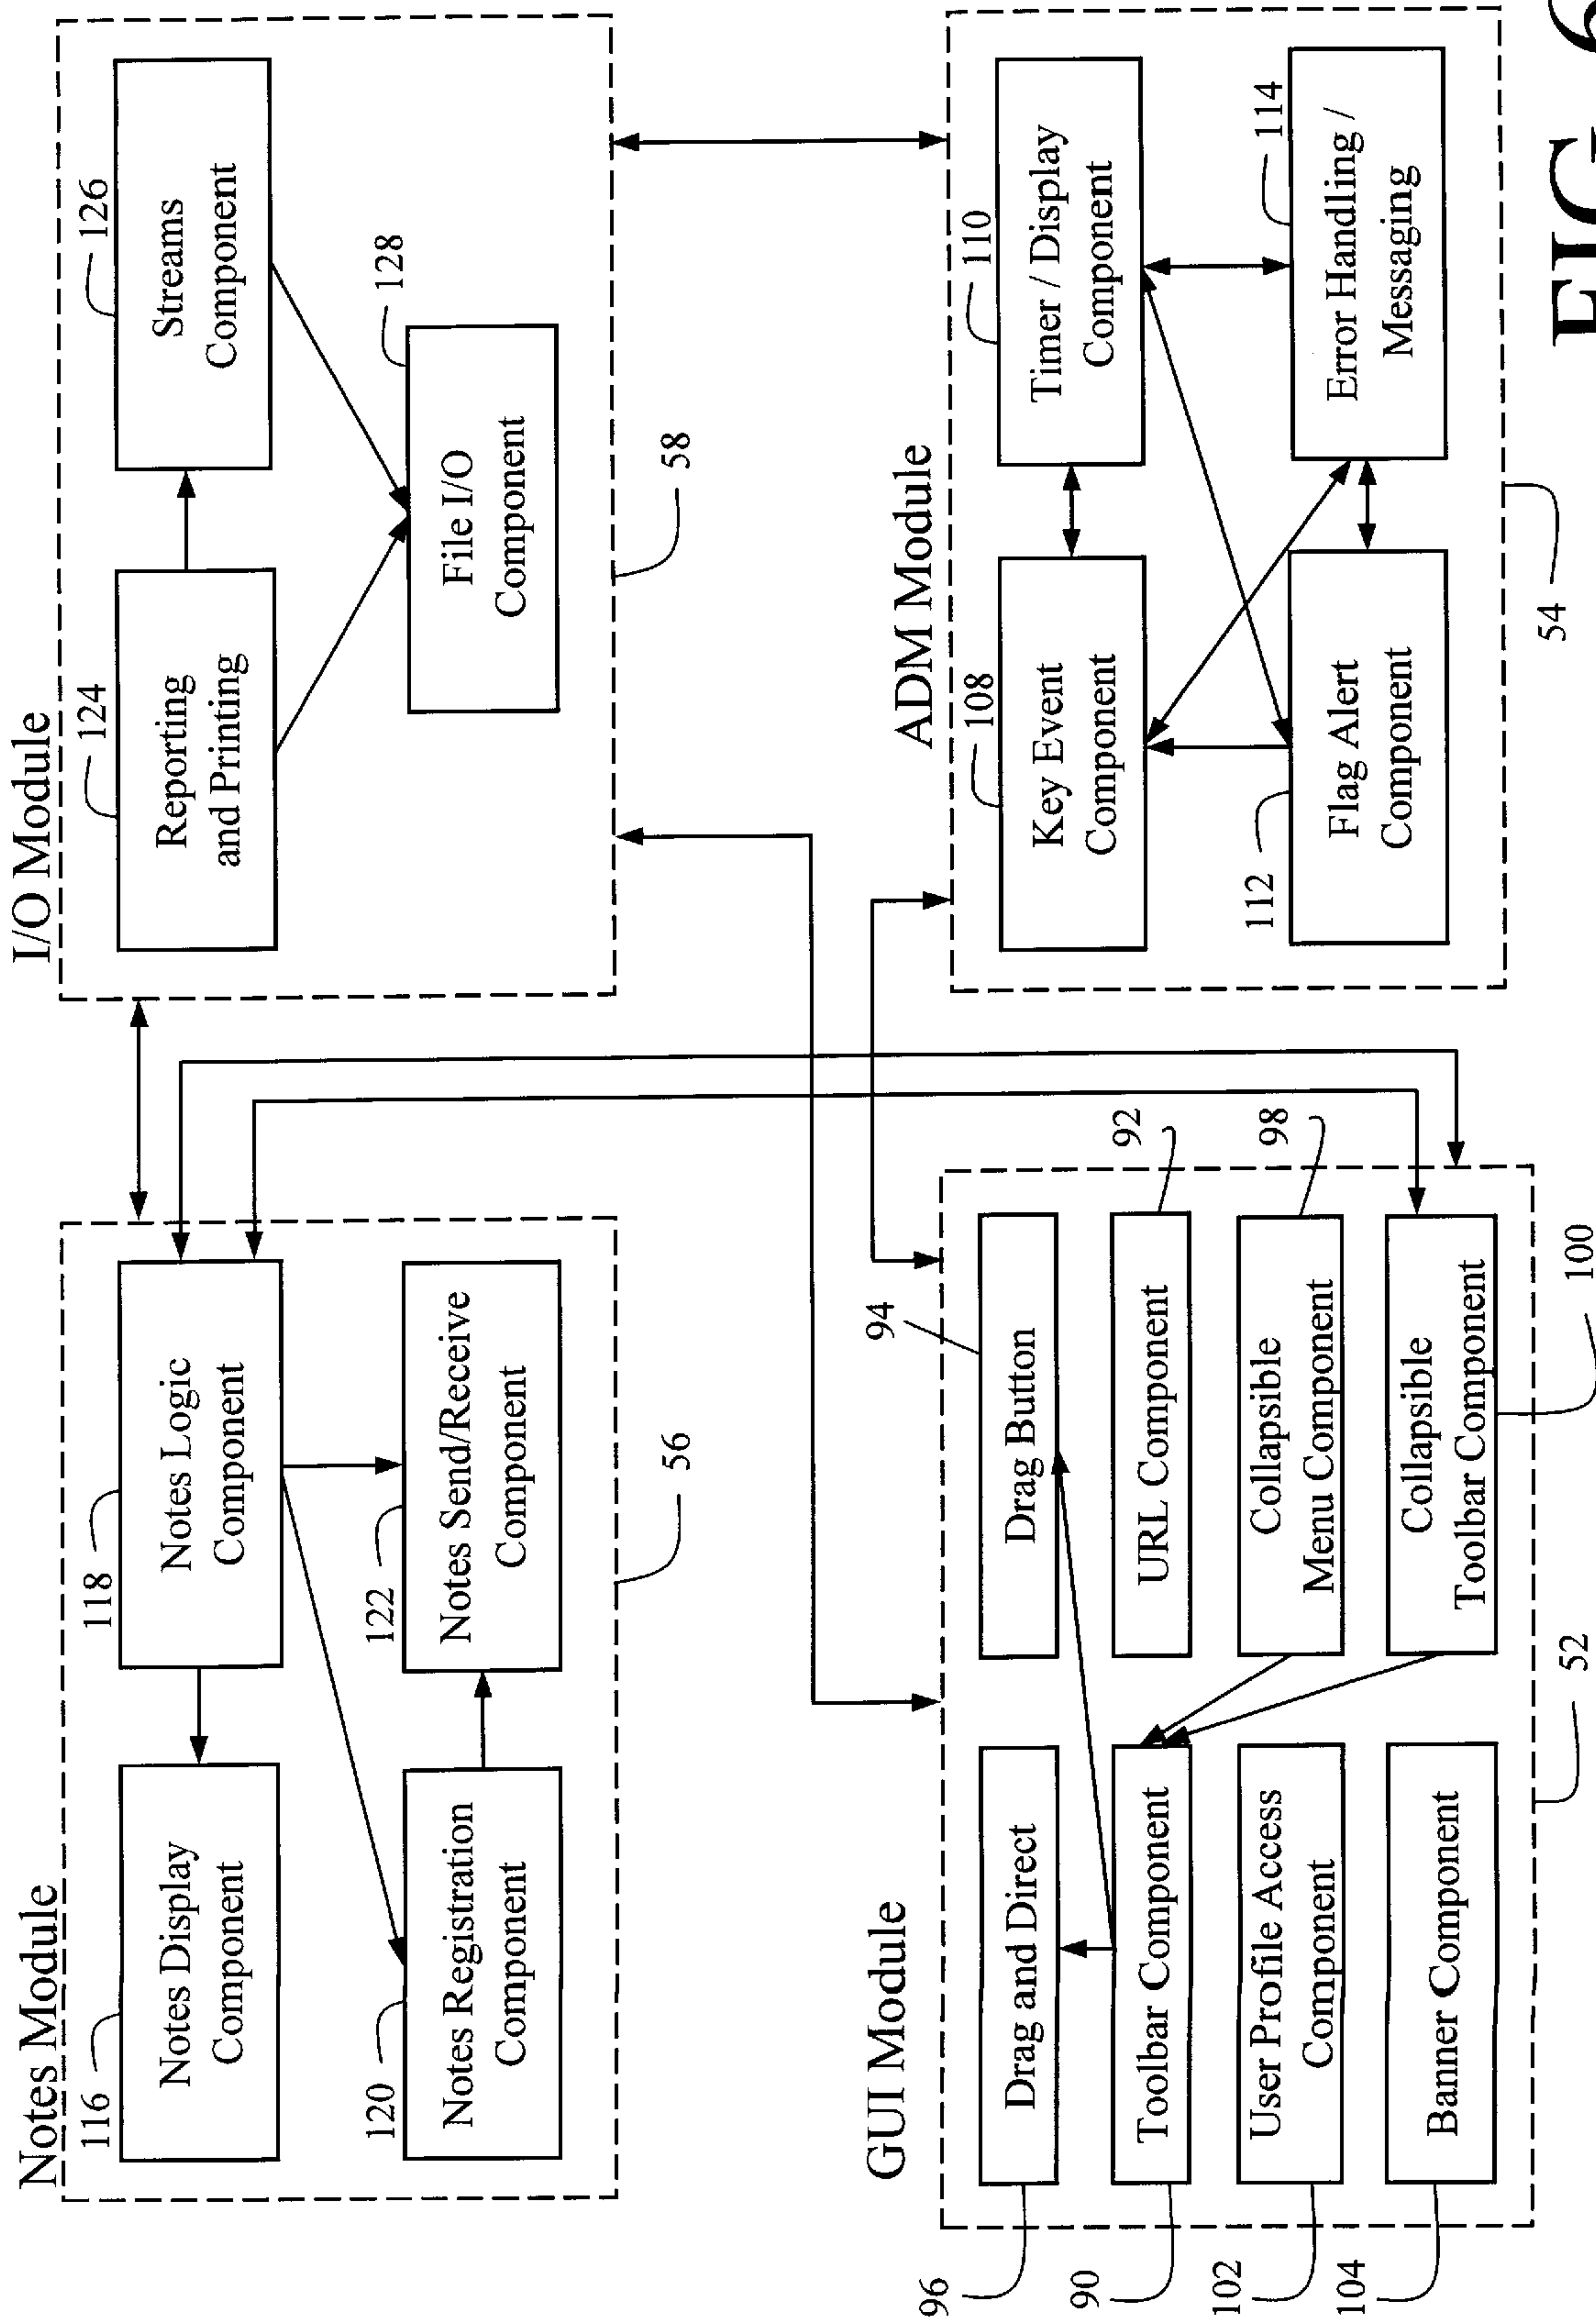 Notes Module
116
Notes Display
Component
118
Notes Logic
Component
120
Notes Registration
Component
122
Notes Send/Receive
Component
56
I/O Module
124
Reporting
and Printing
126
Streams
Component
128
File I/O
Component
58
GUI Module
96
Drag and Direct
94
Drag Button
90
Toolbar Component
92
URL Component
102
User Profile Access
Component
98
Collapsible
Menu Component
104
Banner Component
Collapsible
Toolbar Component
100
52
ADM Module
108
Key Event
Component
110
Timer / Display
Component
112
Flag Alert
Component
114
Error Handling /
Messaging
54
FIG 6